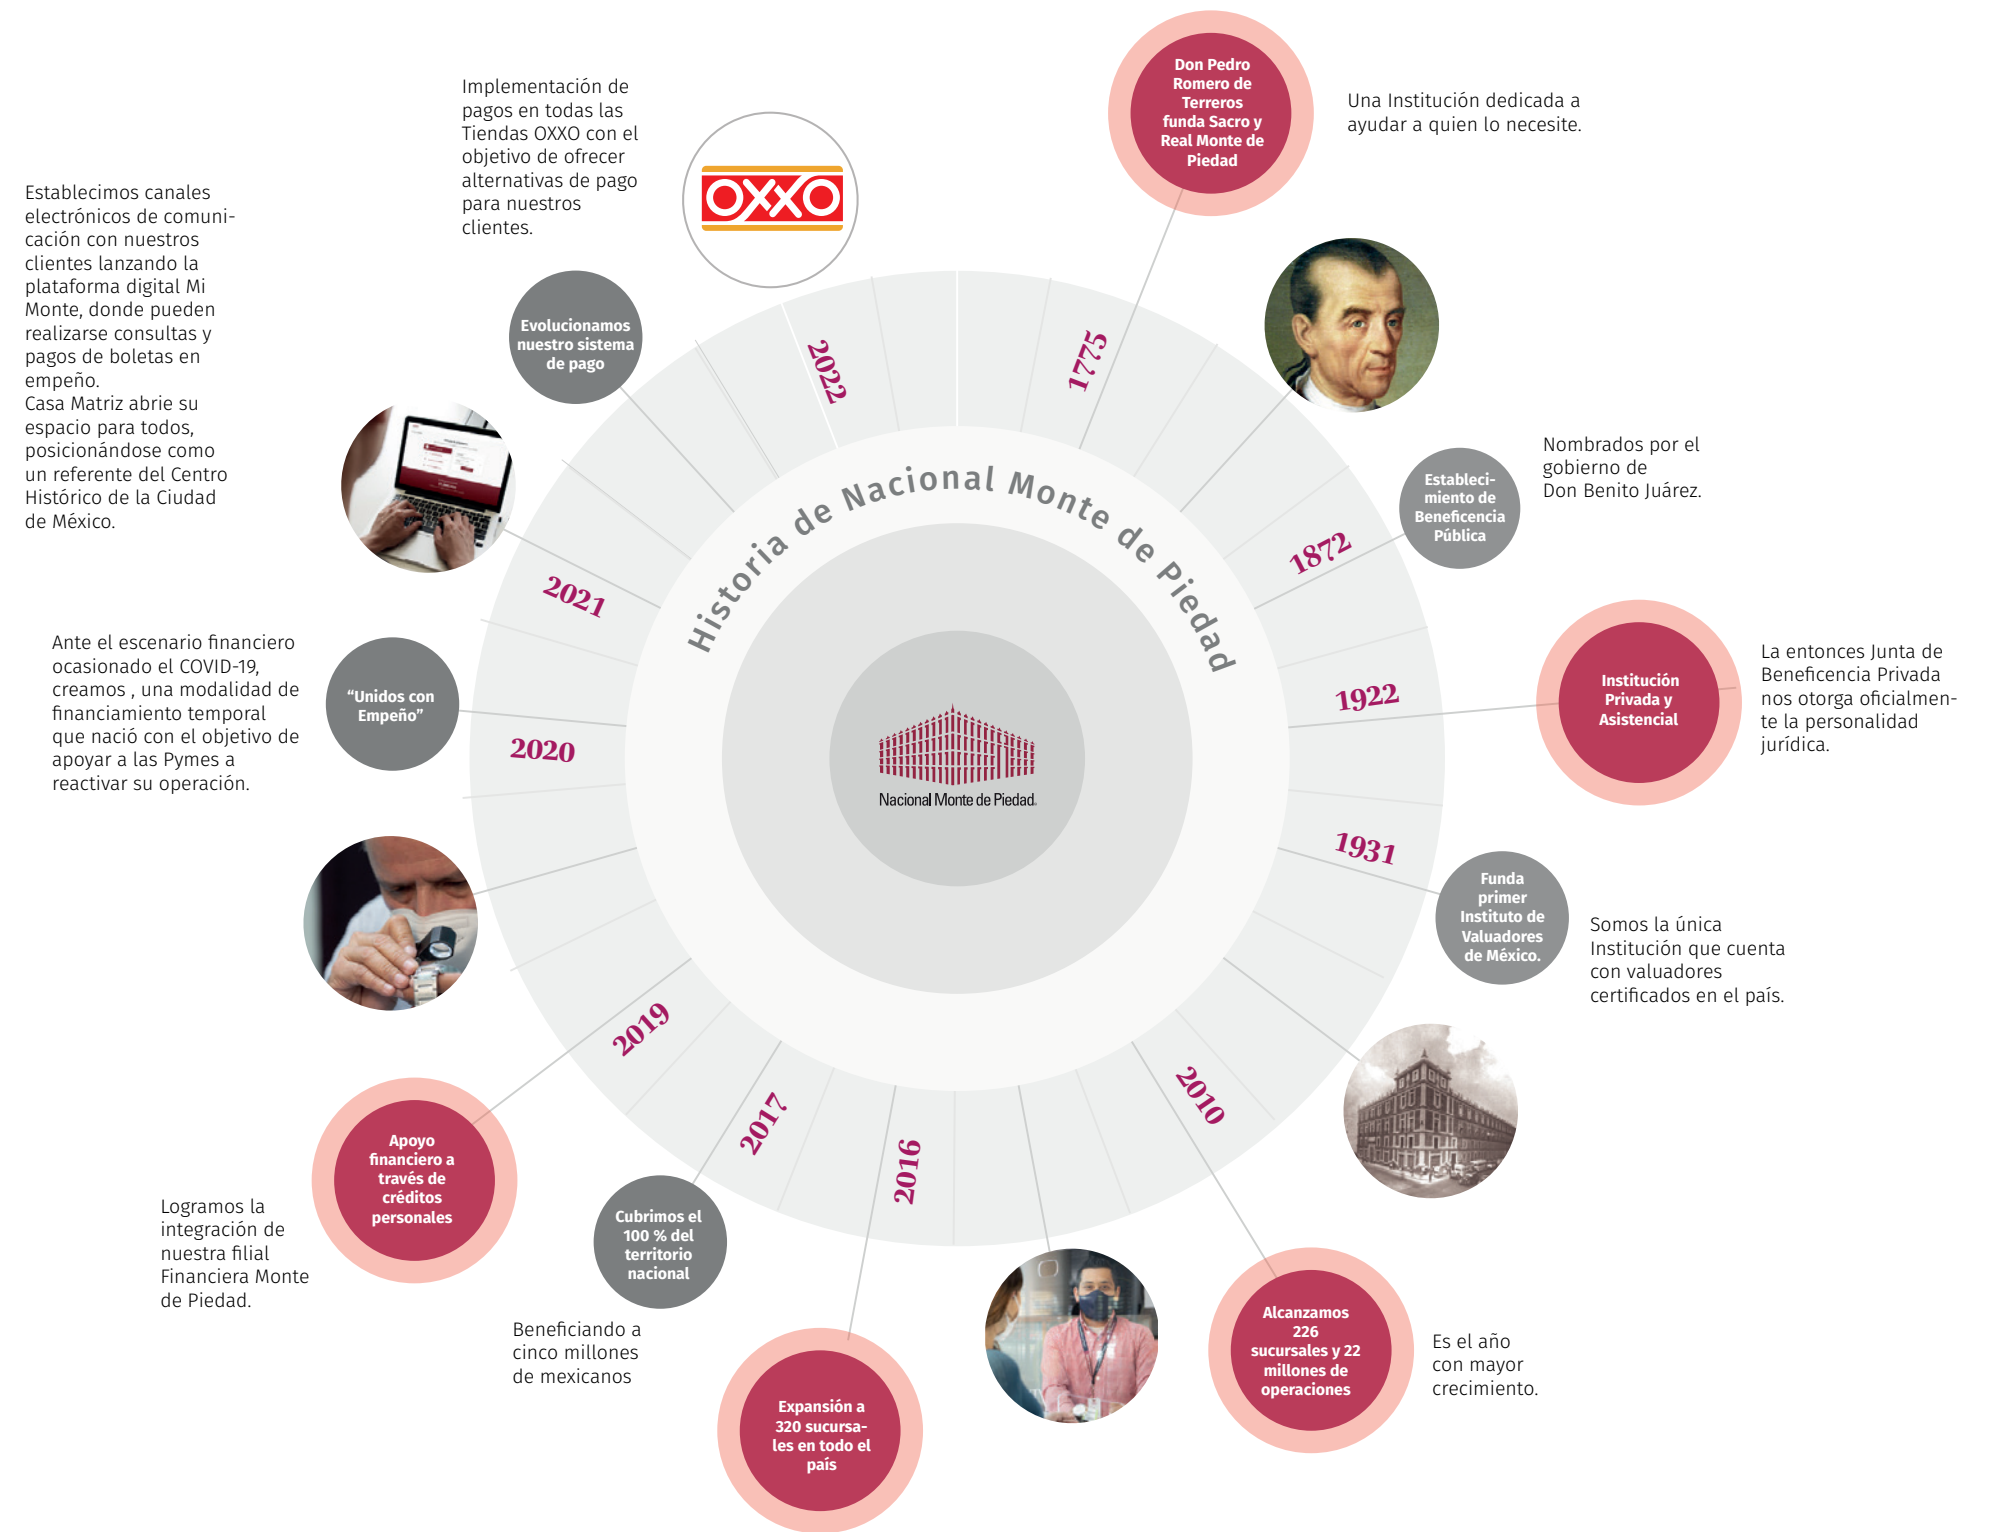 Historia de Nacional Monte de Piedad
Nacional Monte de Piedad.
1775
Don Pedro
Romero de
Terreros
funda Sacro y
Real Monte de
Piedad
Una Institución dedicada a
ayudar a quien lo necesite.
1872
Estableci-
miento de
Beneficencia
Pública
Nombrados por el
gobierno de
Don Benito Juárez.
1922
Institución
Privada y
Asistencial
La entonces Junta de
Beneficencia Privada
nos otorga oficialmen-
te la personalidad
jurídica.
1931
Funda
primer
Instituto de
Valuadores
de México.
Somos la única
Institución que cuenta
con valuadores
certificados en el país.
2010
Alcanzamos
226
sucursales y 22
millones de
operaciones
Es el año
con mayor
crecimiento.
2016
Expansión a
320 sucursa-
les en todo el
país
2017
Cubrimos el
100 % del
territorio
nacional
Beneficiando a
cinco millones
de mexicanos
2019
Apoyo
financiero a
través de
créditos
personales
Logramos la
integración de
nuestra filial
Financiera Monte
de Piedad.
2020
“Unidos con
Empeño”
Ante el escenario financiero
ocasionado el COVID-19,
creamos , una modalidad de
financiamiento temporal
que nació con el objetivo de
apoyar a las Pymes a
reactivar su operación.
2021
Evolucionamos
nuestro sistema
de pago
Establecimos canales
electrónicos de comuni-
cación con nuestros
clientes lanzando la
plataforma digital Mi
Monte, donde pueden
realizarse consultas y
pagos de boletas en
empeño.
Casa Matriz abrie su
espacio para todos,
posicionándose como
un referente del Centro
Histórico de la Ciudad
de México.
2022
Implementación de
pagos en todas las
Tiendas OXXO con el
objetivo de ofrecer
alternativas de pago
para nuestros
clientes.
OXXO